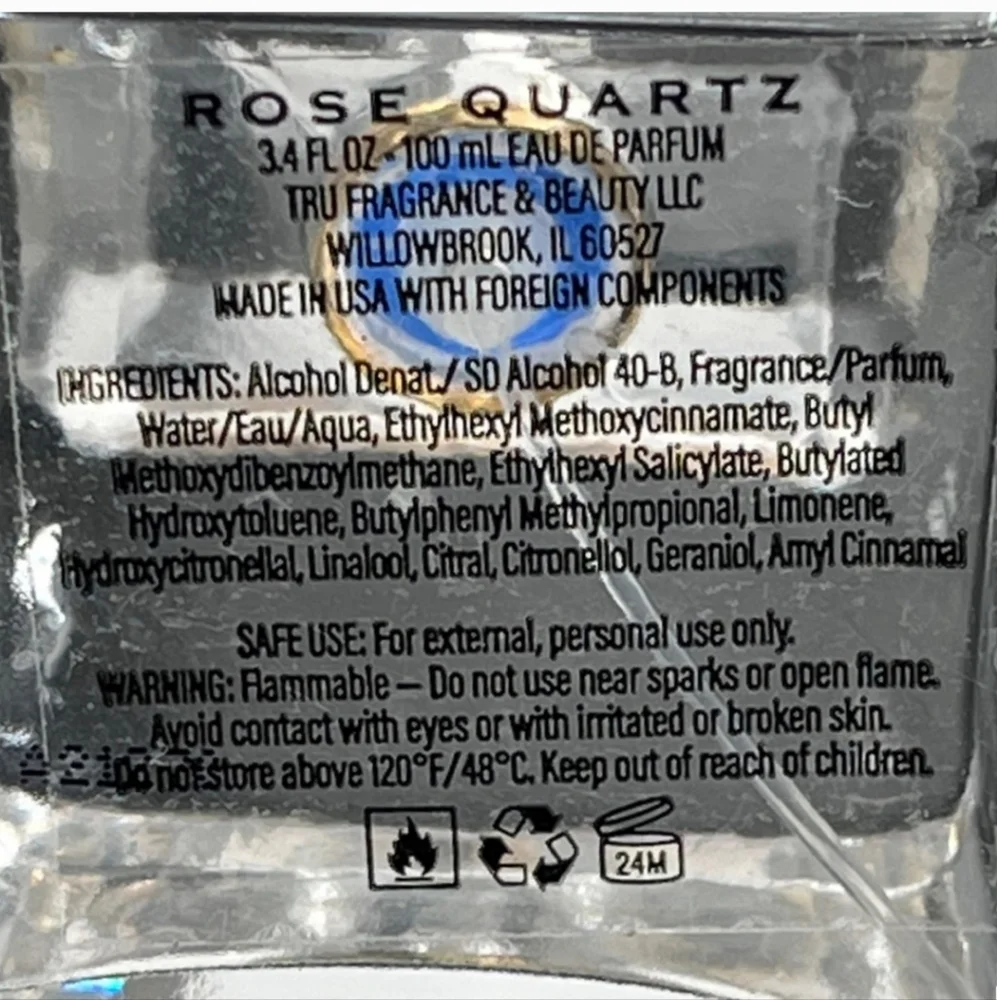 ROSE QUARTZ
3.4 FL OZ - 100 mL EAU DE PARFUM
TRU FRAGRANCE & BEAUTY LLC
WILLOWBROOK, IL 60527
MADE IN USA WITH FOREIGN COMPONENTS
INGREDIENTS: Alcohol Denat./ SD Alcohol 40-B, Fragrance/Parfum,
Water/Eau/Aqua, Ethylhexyl Methoxycinnamate, Butyl
Methoxydibenzoylmethane, Ethylhexyl Salicylate, Butylated
Hydroxytoluene, Butylphenyl Methylpropional, Limonene,
Hydroxycitronellal, Linalool, Citral, Citronellol, Geraniol, Amyl Cinnamal
SAFE USE: For external, personal use only.
WARNING: Flammable – Do not use near sparks or open flame.
Avoid contact with eyes or with irritated or broken skin.
Do not store above 120°F/48°C. Keep out of reach of children.
24M